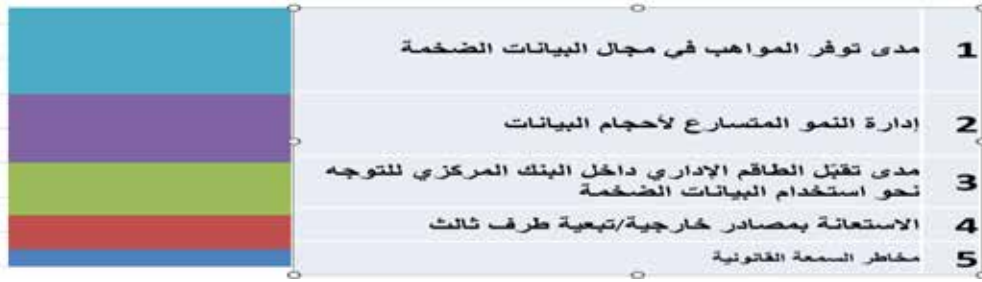 1 مدى توفر المواهب في مجال البيانات الضخمة
2 إدارة النمو المتسارع لأحجام البيانات
3 مدى تقبّل الطاقم الإداري داخل البنك المركزي للتوجه
نحو استخدام البيانات الضخمة
4 الاستعانة بمصادر خارجية/تبعية طرف ثالث
5 مخاطر السمعة القانونية